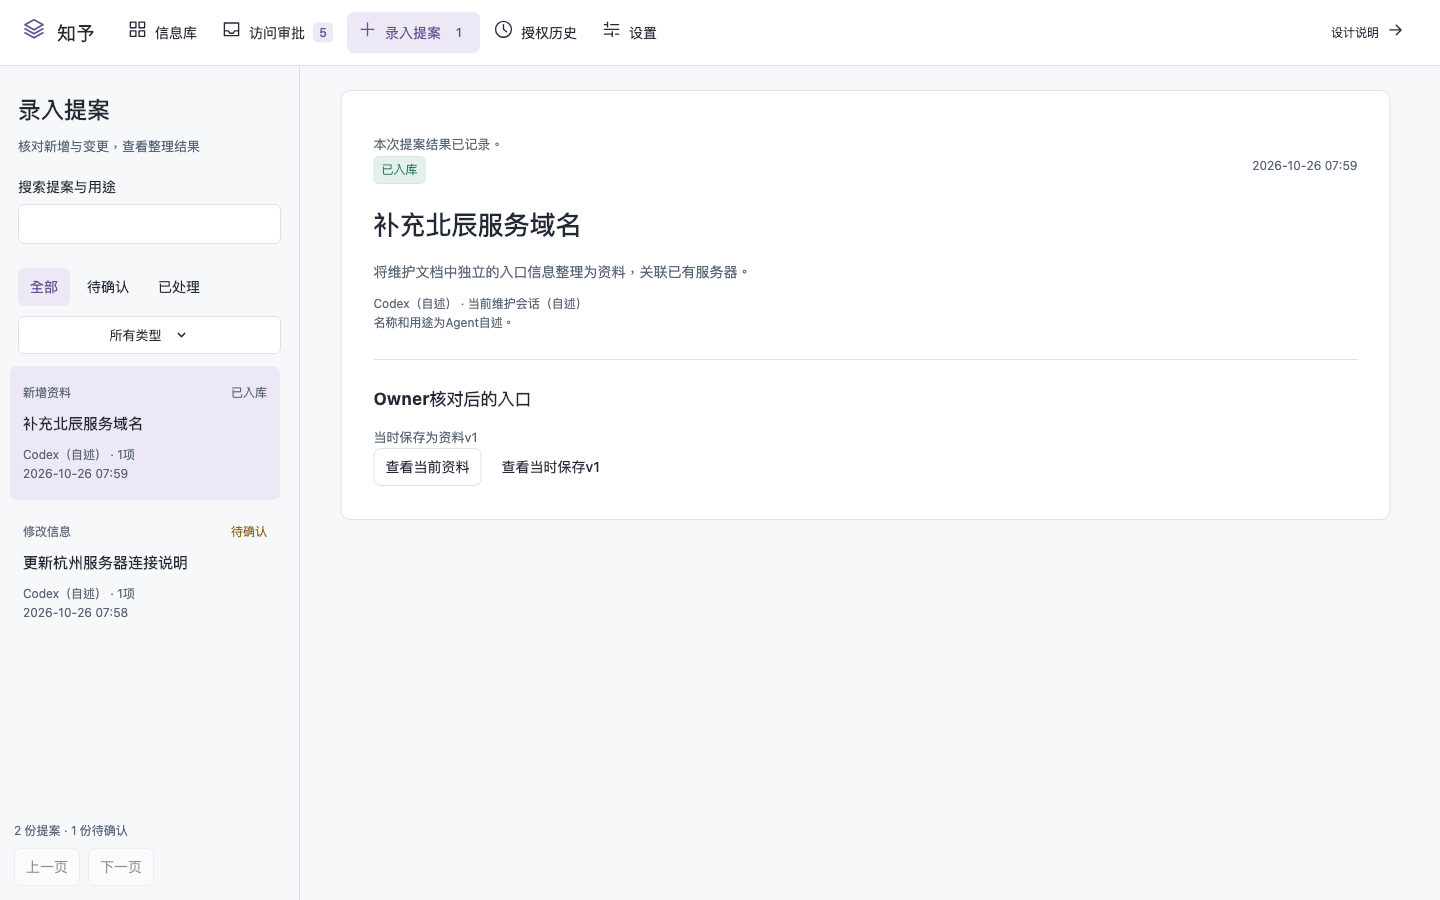 知予
信息库
访问审批 5
录入提案 1
授权历史
设置
设计说明
录入提案
核对新增与变更，查看整理结果
搜索提案与用途
全部 待确认 已处理
所有类型
新增资料 已入库
补充北辰服务域名
Codex（自述） · 1项
2026-10-26 07:59
修改信息 待确认
更新杭州服务器连接说明
Codex（自述） · 1项
2026-10-26 07:58
2 份提案 · 1 份待确认
上一页 下一页
本次提案结果已记录。
已入库
2026-10-26 07:59
补充北辰服务域名
将维护文档中独立的入口信息整理为资料，关联已有服务器。
Codex（自述） · 当前维护会话（自述）
名称和用途为Agent自述。
Owner核对后的入口
当时保存为资料v1
查看当前资料 查看当时保存v1